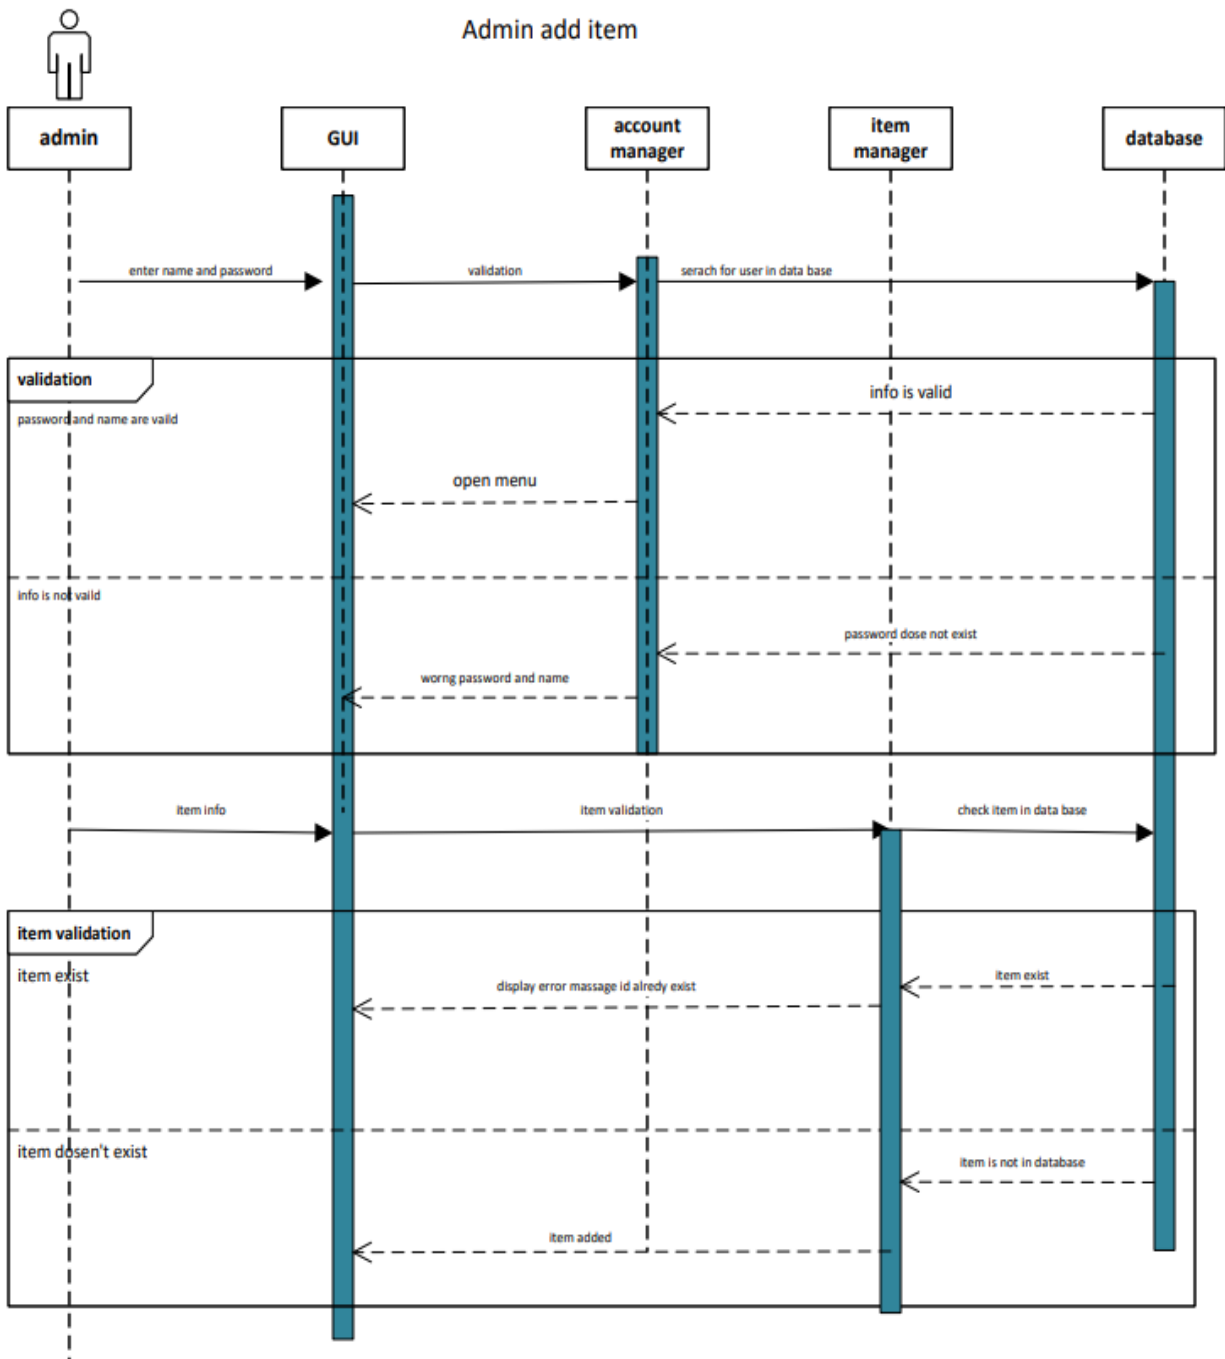 Admin add item
admin
GUI
account
manager
item
manager
database
enter name and password
validation
serach for user in data base
validation
password and name are vaild
info is valid
open menu
info is not vaild
password dose not exist
worng password and name
item info
item validation
check item in data base
item validation
item exist
item exist
display error massage id alredy exist
item dosen't exist
item is not in database
item added